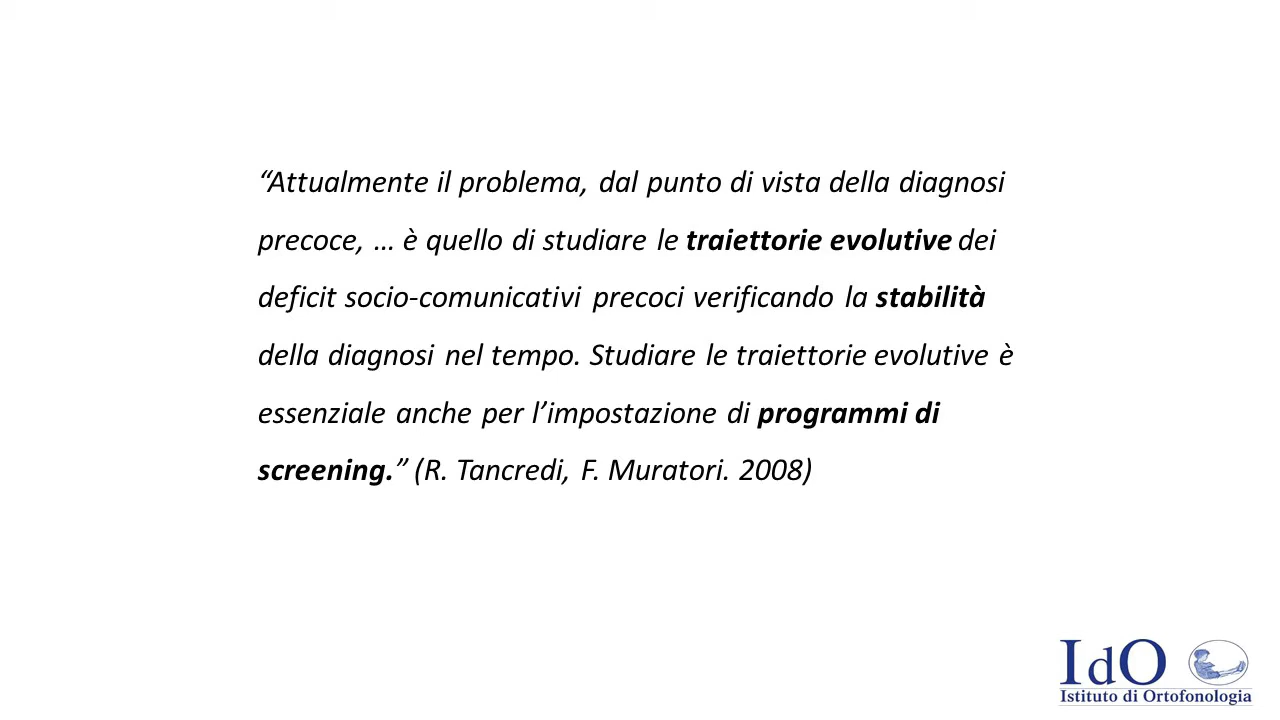 “Attualmente il problema, dal punto di vista della diagnosi
precoce, … è quello di studiare le traiettorie evolutive dei
deficit socio-comunicativi precoci verificando la stabilità
della diagnosi nel tempo. Studiare le traiettorie evolutive è
essenziale anche per l’impostazione di programmi di
screening.” (R. Tancredi, F. Muratori. 2008)
IdO
Istituto di Ortofonologia